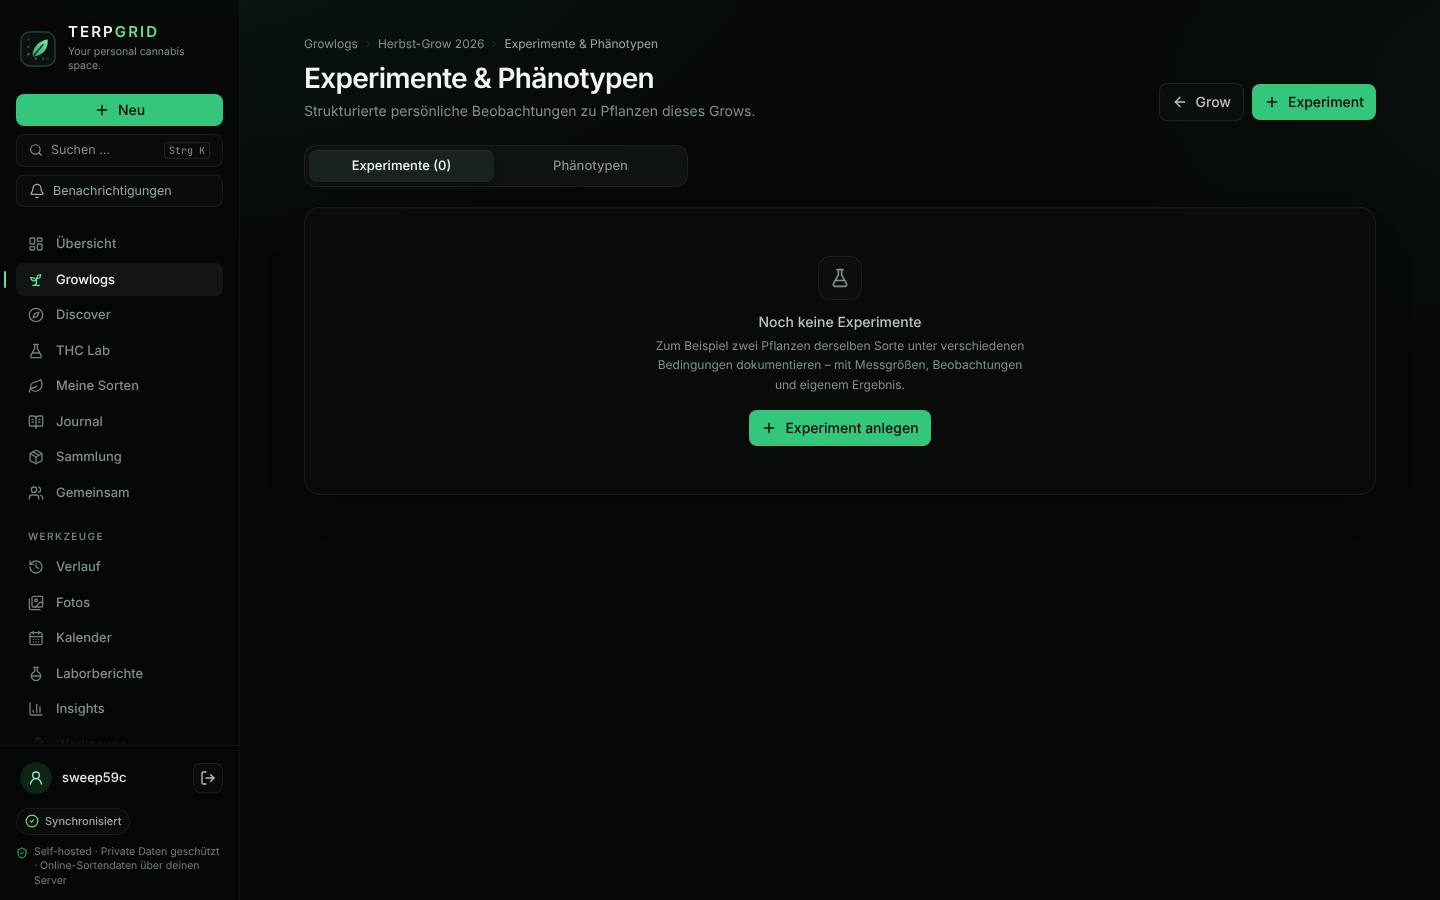 TERPGRID
Your personal cannabis
space.
Neu
Suchen ...
Strg K
Benachrichtigungen
Übersicht
Growlogs
Discover
THC Lab
Meine Sorten
Journal
Sammlung
Gemeinsam
WERKZEUGE
Verlauf
Fotos
Kalender
Laborberichte
Insights
sweep59c
Synchronisiert
Self-hosted · Private Daten geschützt
· Online-Sortendaten über deinen
Server
Growlogs
Herbst-Grow 2026
Experimente & Phänotypen
Experimente & Phänotypen
Strukturierte persönliche Beobachtungen zu Pflanzen dieses Grows.
Grow
Experiment
Experimente (0)
Phänotypen
Noch keine Experimente
Zum Beispiel zwei Pflanzen derselben Sorte unter verschiedenen
Bedingungen dokumentieren – mit Messgrößen, Beobachtungen
und eigenem Ergebnis.
Experiment anlegen